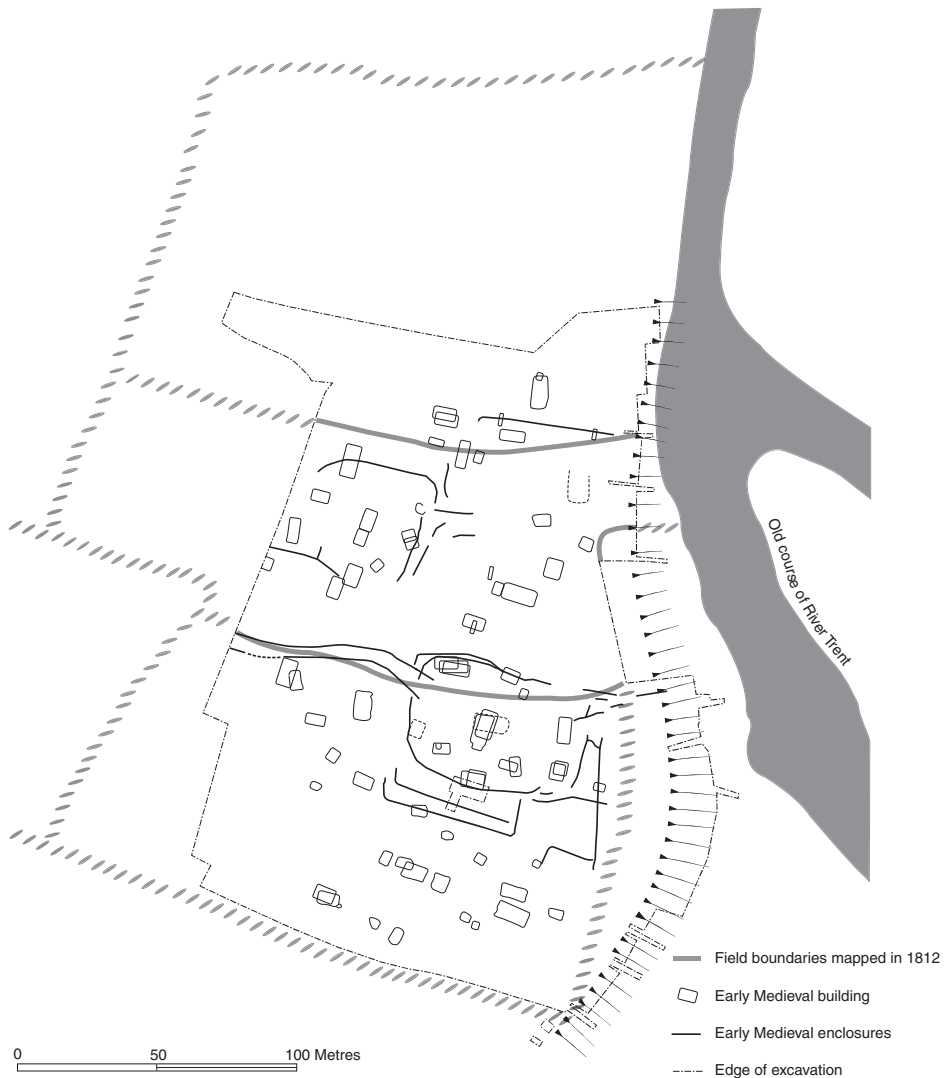 Old course of River Trent
Field boundaries mapped in 1812
Early Medieval building
Early Medieval enclosures
Edge of excavation
0 50 100 Metres